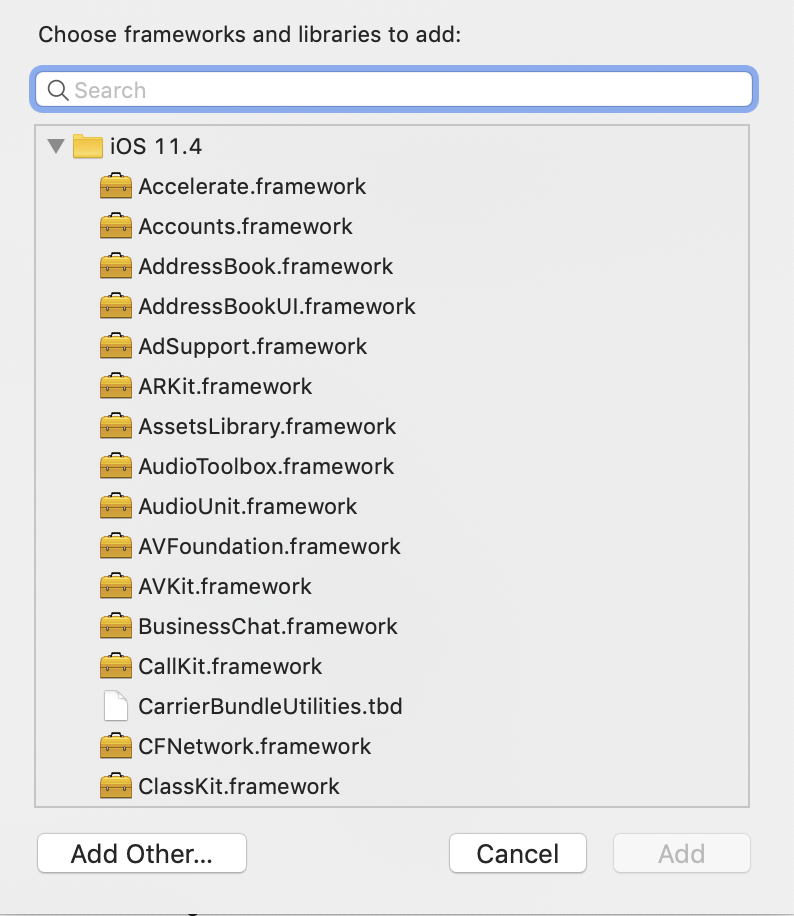 Choose frameworks and libraries to add:
Search
iOS 11.4
Accelerate.framework
Accounts.framework
AddressBook.framework
AddressBookUI.framework
AdSupport.framework
ARKit.framework
AssetsLibrary.framework
AudioToolbox.framework
AudioUnit.framework
AVFoundation.framework
AVKit.framework
BusinessChat.framework
CallKit.framework
CarrierBundleUtilities.tbd
CFNetwork.framework
ClassKit.framework
Add Other... Cancel Add